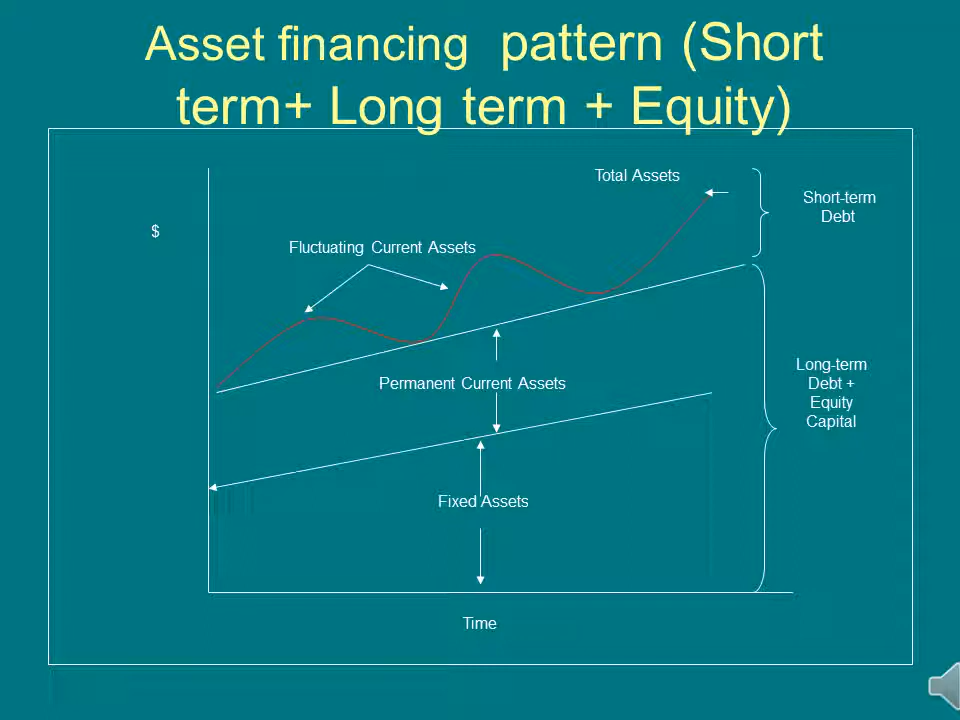 Asset financing pattern (Short
term+ Long term + Equity)
Total Assets
Short-term
Debt
$
Fluctuating Current Assets
Long-term
Debt +
Equity
Capital
Permanent Current Assets
Fixed Assets
Time